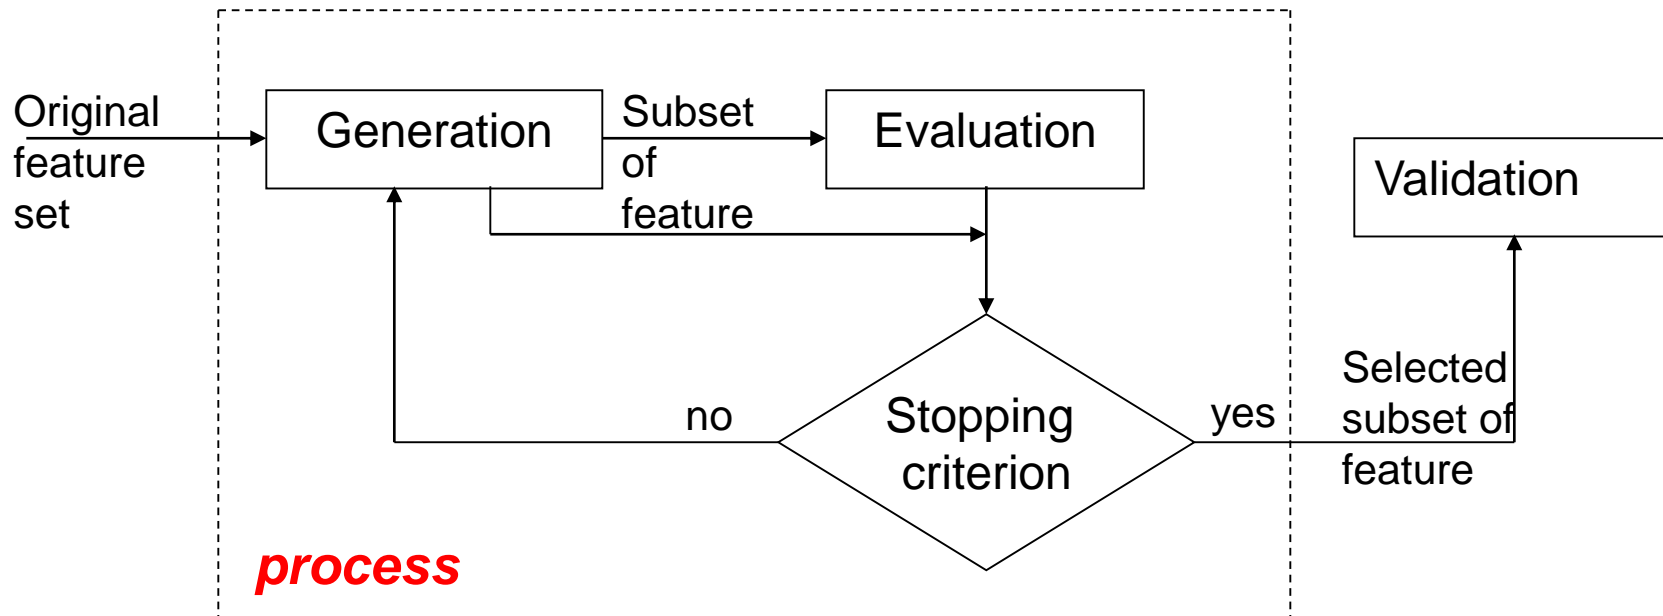 Original
feature
set
Generation
Subset
of
feature
Evaluation
Validation
no
Stopping
criterion
yes
Selected
subset of
feature
process